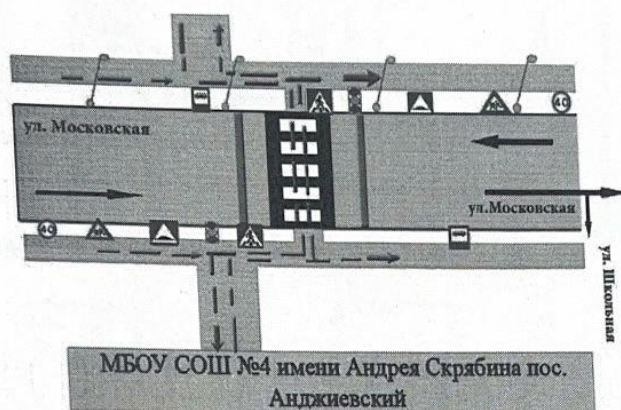 ул. Московская
ул.Московская
40
40
ул. Школьная
МБОУ СОШ №4 имени Андрея Скрябина пос.
Анджиевский